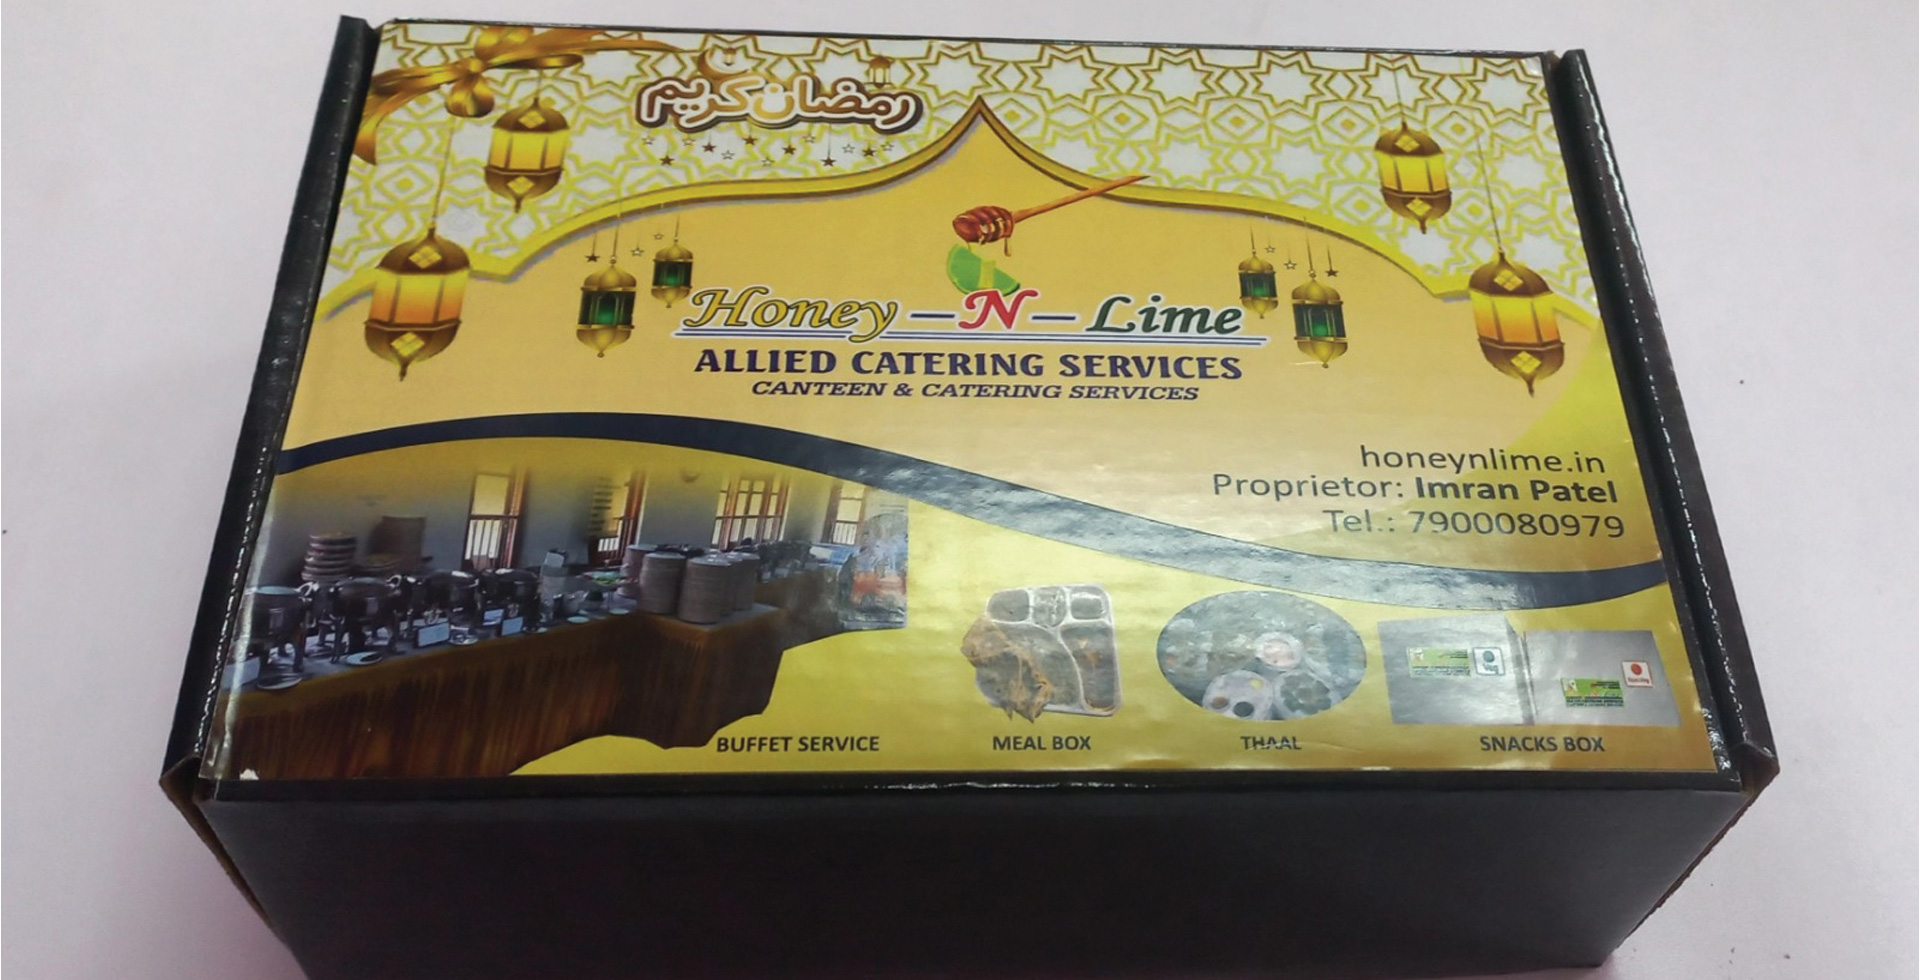 رمضان كريم
Honey - N - Lime
ALLIED CATERING SERVICES
CANTEEN & CATERING SERVICES
honeynlime.in
Proprietor: Imran Patel
Tel.: 7900080979
BUFFET SERVICE
MEAL BOX
THAAL
SNACKS BOX